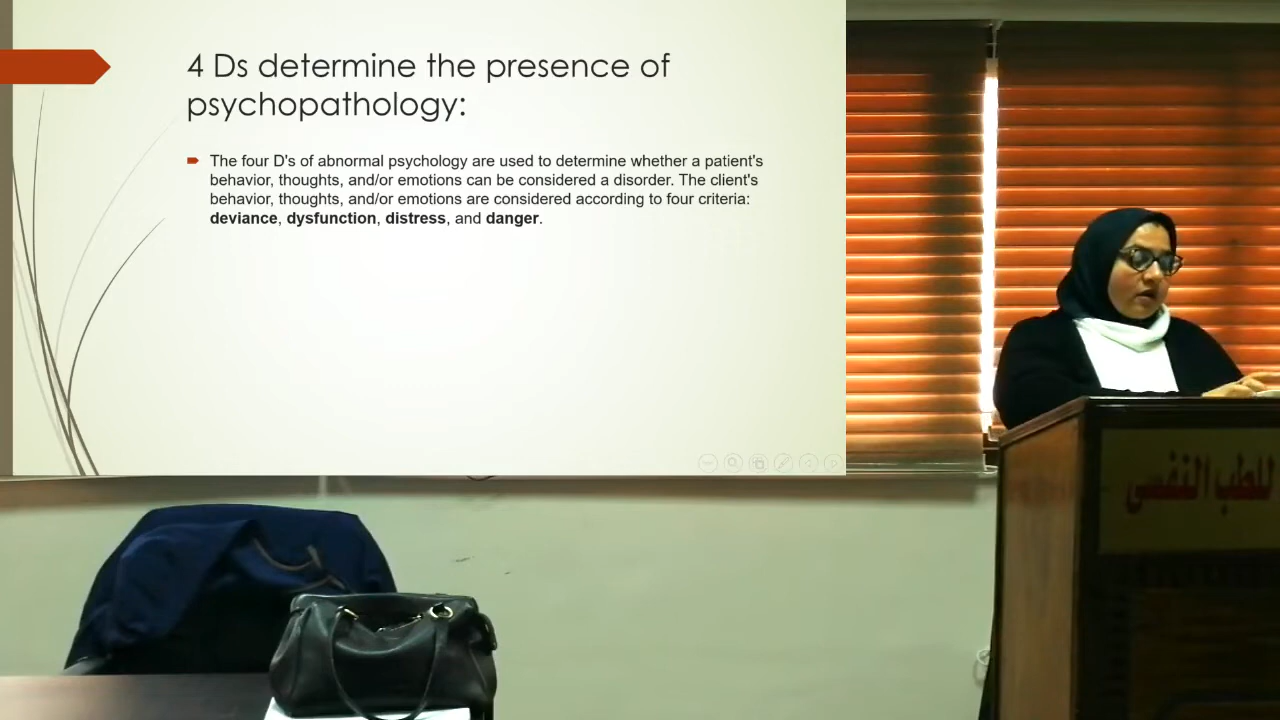 4 Ds determine the presence of
psychopathology:
The four D's of abnormal psychology are used to determine whether a patient's
behavior, thoughts, and/or emotions can be considered a disorder. The client's
behavior, thoughts, and/or emotions are considered according to four criteria:
deviance, dysfunction, distress, and danger.
للطب النفسي